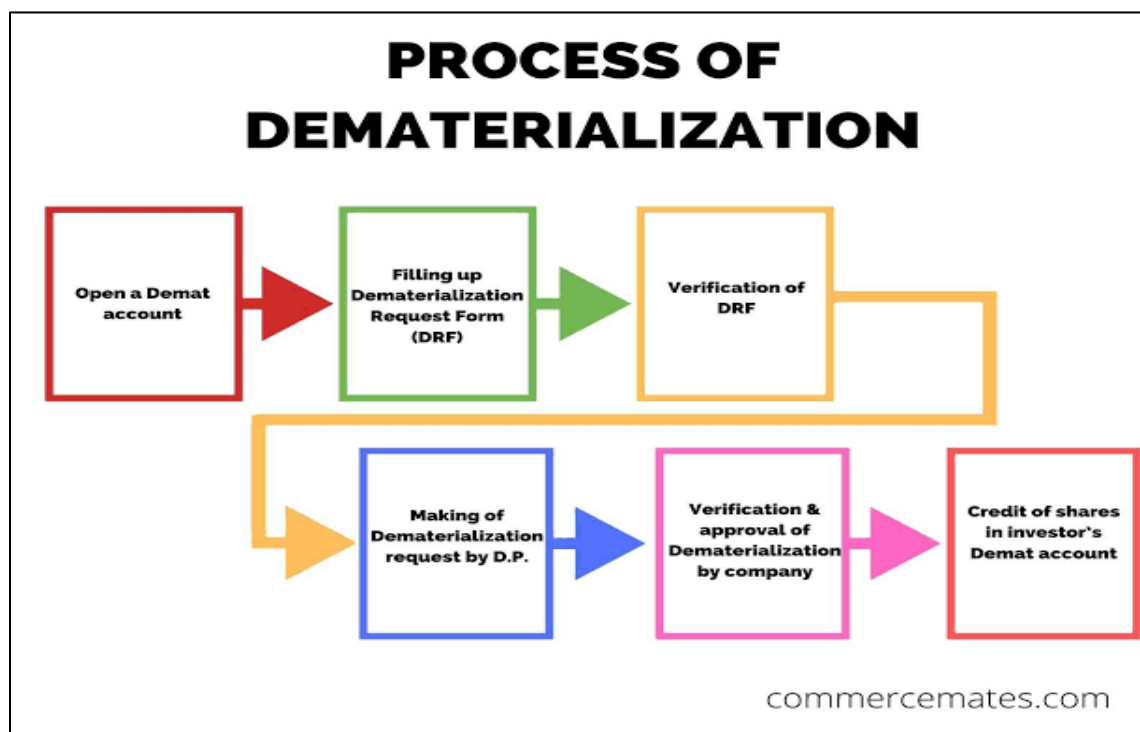 PROCESS OF
DEMATERIALIZATION
Open a Demat
account
Filling up
Dematerialization
Request Form
(DRF)
Verification of
DRF
Making of
Dematerialization
request by D.P.
Verification &
approval of
Dematerialization
by company
Credit of shares
in investor's
Demat account
commercemates.com